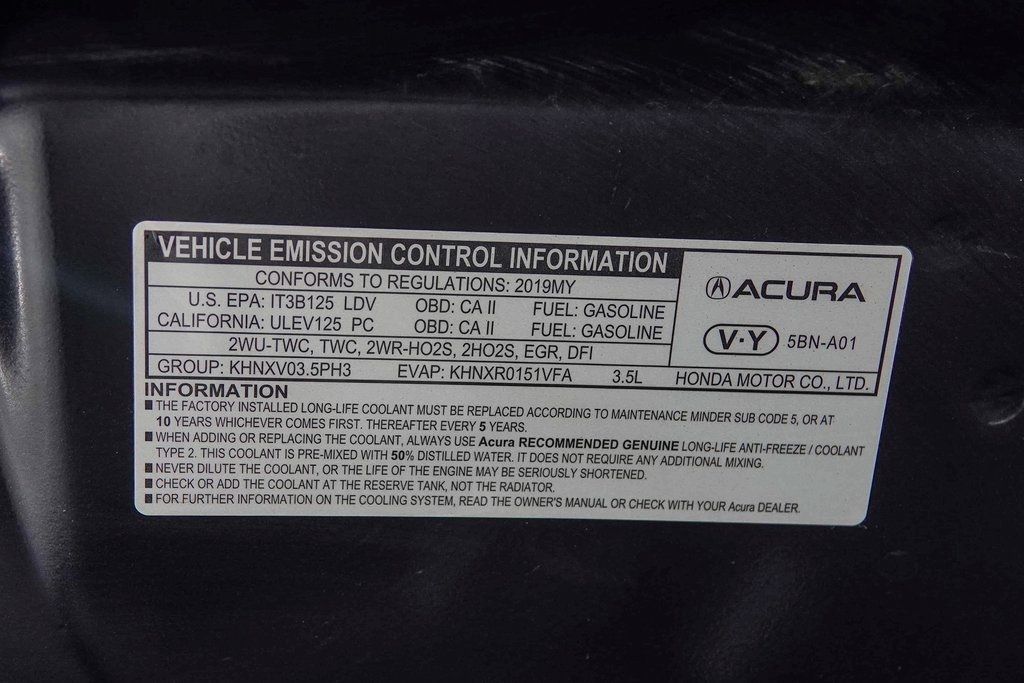 VEHICLE EMISSION CONTROL INFORMATION
CONFORMS TO REGULATIONS: 2019MY
U.S. EPA: IT3B125 LDV OBD: CA II FUEL: GASOLINE
CALIFORNIA: ULEV125 PC OBD: CA II FUEL: GASOLINE
2WU-TWC, TWC, 2WR-HO2S, 2HO2S, EGR, DFI
GROUP: KHNXV03.5PH3 EVAP: KHNXR0151VFA 3.5L
ACURA
V·Y 5BN-A01
HONDA MOTOR CO., LTD.
INFORMATION
■ THE FACTORY INSTALLED LONG-LIFE COOLANT MUST BE REPLACED ACCORDING TO MAINTENANCE MINDER SUB CODE 5, OR AT
10 YEARS WHICHEVER COMES FIRST. THEREAFTER EVERY 5 YEARS.
■ WHEN ADDING OR REPLACING THE COOLANT, ALWAYS USE Acura RECOMMENDED GENUINE LONG-LIFE ANTI-FREEZE / COOLANT
TYPE 2. THIS COOLANT IS PRE-MIXED WITH 50% DISTILLED WATER. IT DOES NOT REQUIRE ANY ADDITIONAL MIXING.
■ NEVER DILUTE THE COOLANT, OR THE LIFE OF THE ENGINE MAY BE SERIOUSLY SHORTENED.
■ CHECK OR ADD THE COOLANT AT THE RESERVE TANK, NOT THE RADIATOR.
■ FOR FURTHER INFORMATION ON THE COOLING SYSTEM, READ THE OWNER'S MANUAL OR CHECK WITH YOUR Acura DEALER.